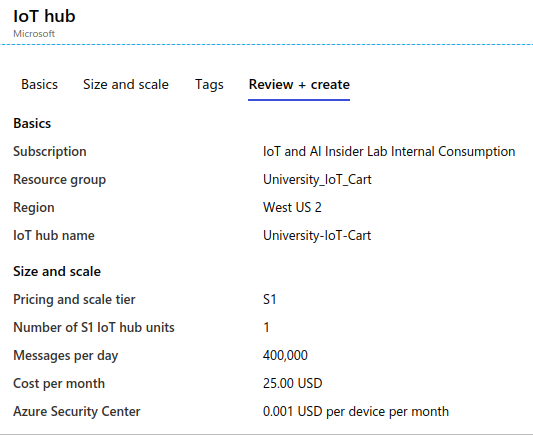 IoT hub
Microsoft
Basics Size and scale Tags Review + create
Basics
Subscription IoT and AI Insider Lab Internal Consumption
Resource group University_IoT_Cart
Region West US 2
IoT hub name University-IoT-Cart
Size and scale
Pricing and scale tier S1
Number of S1 IoT hub units 1
Messages per day 400,000
Cost per month 25.00 USD
Azure Security Center 0.001 USD per device per month